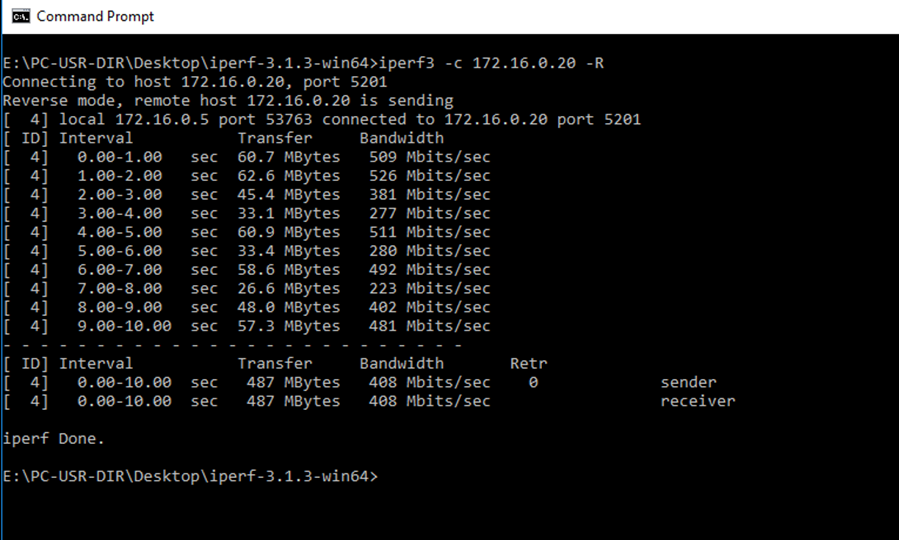 Command Prompt
E:\PC-USR-DIR\Desktop\iperf-3.1.3-win64>iperf3 -c 172.16.0.20 -R
Connecting to host 172.16.0.20, port 5201
Reverse mode, remote host 172.16.0.20 is sending
[  4] local 172.16.0.5 port 53763 connected to 172.16.0.20 port 5201
[ ID] Interval           Transfer     Bandwidth
[  4]   0.00-1.00   sec  60.7 MBytes   509 Mbits/sec
[  4]   1.00-2.00   sec  62.6 MBytes   526 Mbits/sec
[  4]   2.00-3.00   sec  45.4 MBytes   381 Mbits/sec
[  4]   3.00-4.00   sec  33.1 MBytes   277 Mbits/sec
[  4]   4.00-5.00   sec  60.9 MBytes   511 Mbits/sec
[  4]   5.00-6.00   sec  33.4 MBytes   280 Mbits/sec
[  4]   6.00-7.00   sec  58.6 MBytes   492 Mbits/sec
[  4]   7.00-8.00   sec  26.6 MBytes   223 Mbits/sec
[  4]   8.00-9.00   sec  48.0 MBytes   402 Mbits/sec
[  4]   9.00-10.00  sec  57.3 MBytes   481 Mbits/sec
- - - - - - - - - - - - - - - - - - - - - - - - -
[ ID] Interval           Transfer     Bandwidth       Retr
[  4]   0.00-10.00  sec   487 MBytes   408 Mbits/sec    0             sender
[  4]   0.00-10.00  sec   487 MBytes   408 Mbits/sec                  receiver
iperf Done.
E:\PC-USR-DIR\Desktop\iperf-3.1.3-win64>